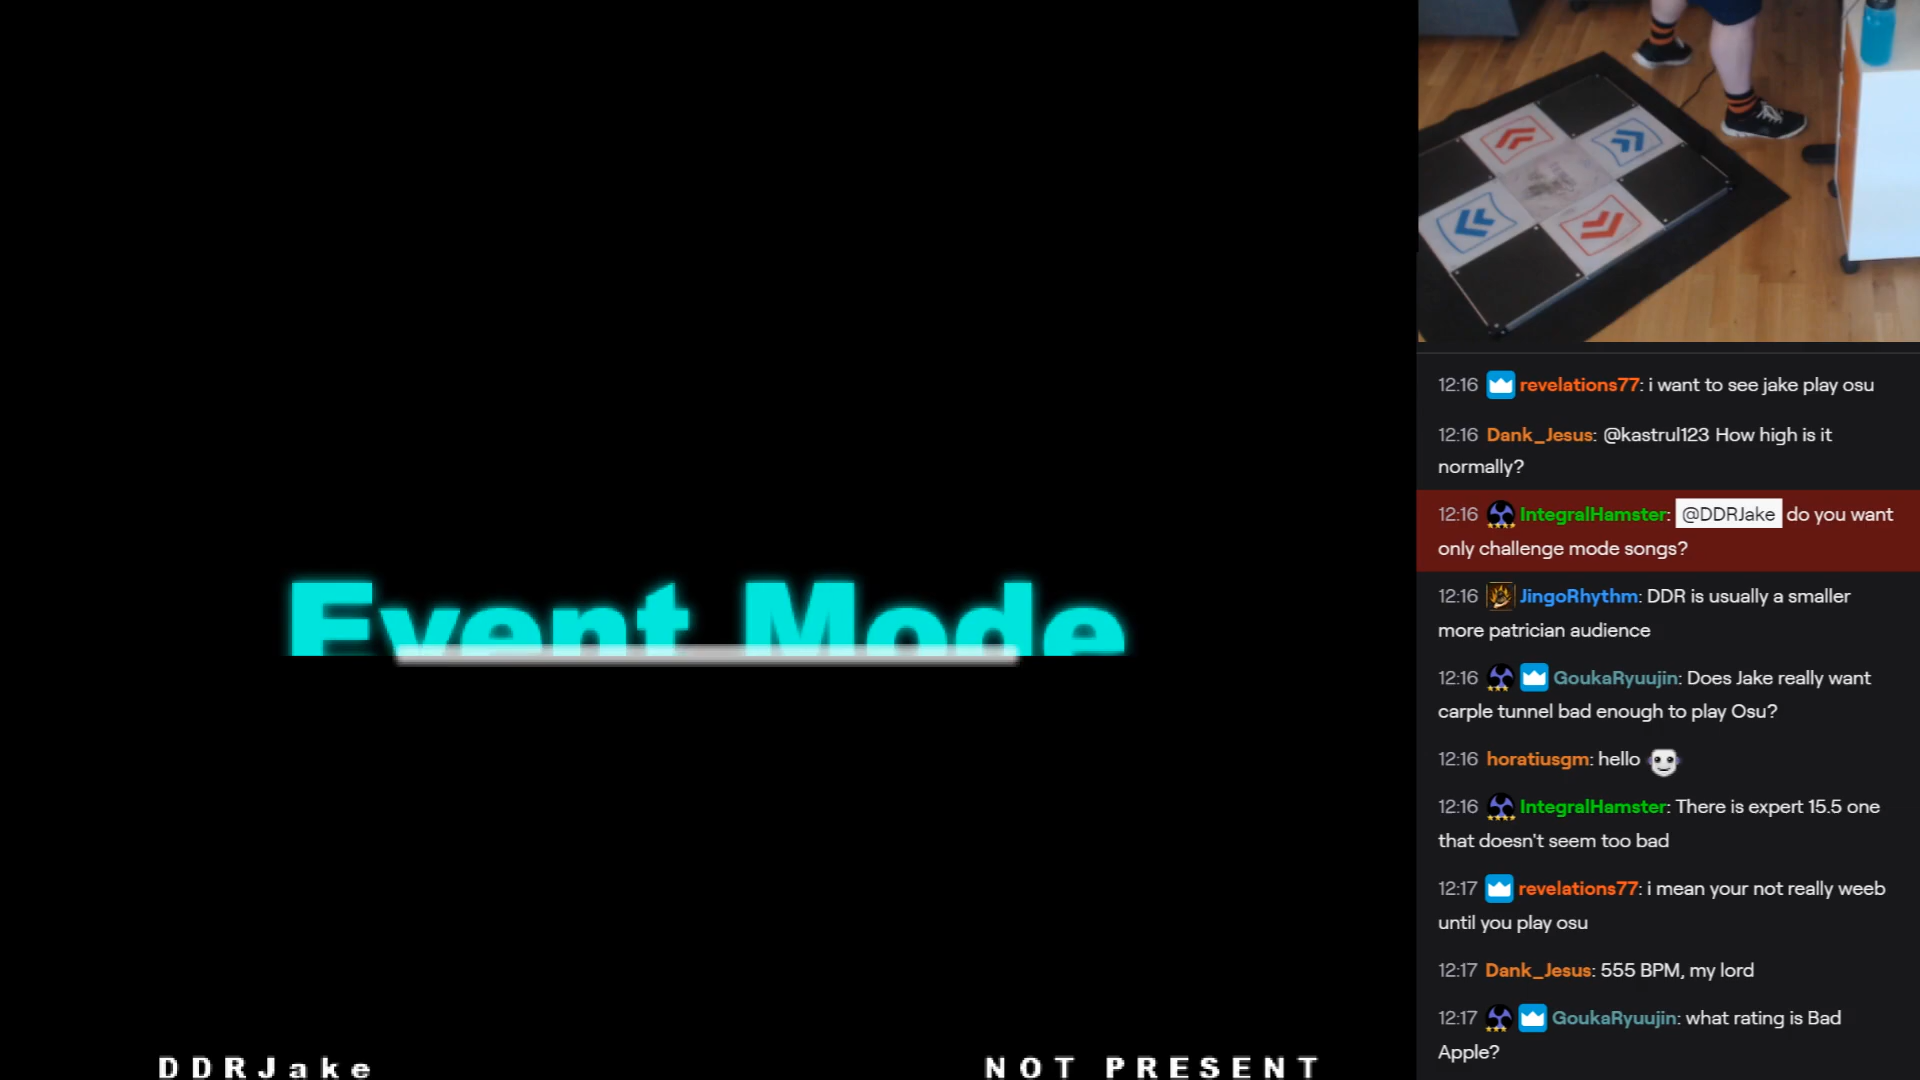 Event Mode
DDRJake
NOT PRESENT
12:16 revelations77: i want to see jake play osu
12:16 Dank_Jesus: @kastrul123 How high is it
normally?
12:16 IntegralHamster: @DDRJake do you want
only challenge mode songs?
12:16 JingoRhythm: DDR is usually a smaller
more patrician audience
12:16 GoukaRyuujin: Does Jake really want
carple tunnel bad enough to play Osu?
12:16 horatiusgm: hello
12:16 IntegralHamster: There is expert 15.5 one
that doesn't seem too bad
12:17 revelations77: i mean your not really weeb
until you play osu
12:17 Dank_Jesus: 555 BPM, my lord
12:17 GoukaRyuujin: what rating is Bad
Apple?